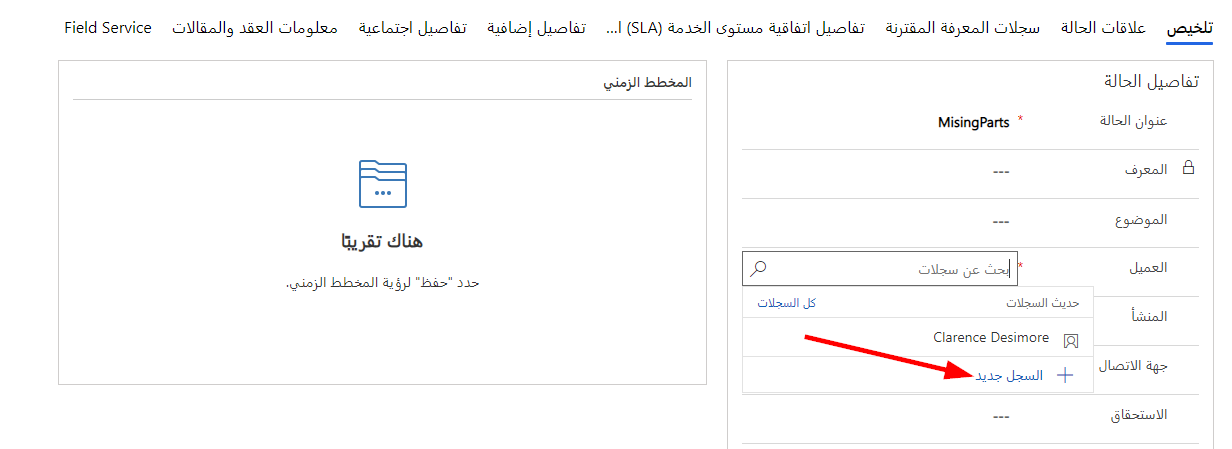 تلخيص علاقات الحالة سجلات المعرفة المقترنة تفاصيل اتفاقية مستوى الخدمة (SLA) ا... تفاصيل إضافية تفاصيل اجتماعية معلومات العقد والمقالات Field Service
تفاصيل الحالة
عنوان الحالة * MisingParts
المعرف ---
الموضوع ---
العميل * بحث عن سجلات
حديث السجلات كل السجلات
المنشأ
Clarence Desimore
جهة الاتصال
السجل جديد
الاستحقاق ---
المخطط الزمني
هناك تقريبًا
حدد "حفظ" لرؤية المخطط الزمني.